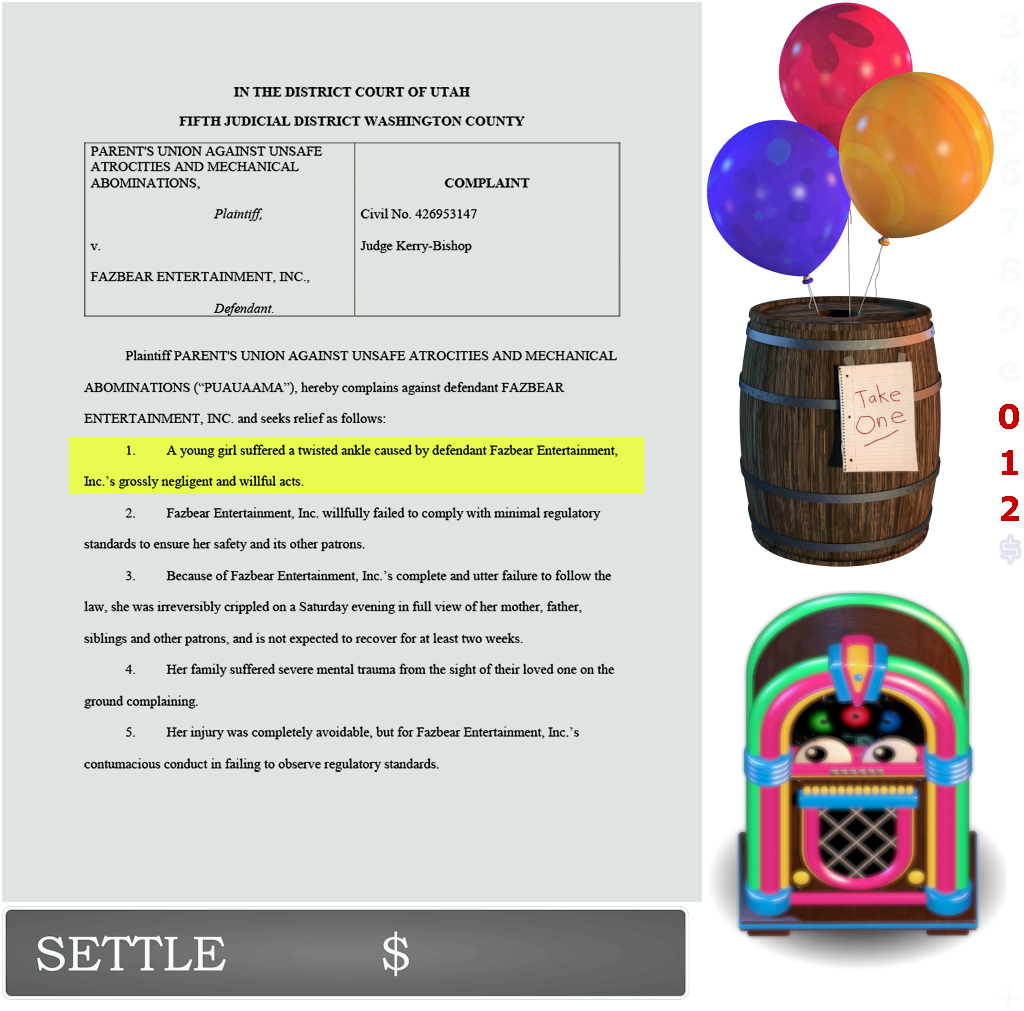 IN THE DISTRICT COURT OF UTAH
FIFTH JUDICIAL DISTRICT WASHINGTON COUNTY
PARENT'S UNION AGAINST UNSAFE
ATROCITIES AND MECHANICAL
ABOMINATIONS,
Plaintiff,
v.
FAZBEAR ENTERTAINMENT, INC.,
Defendant.
COMPLAINT
Civil No. 426953147
Judge Kerry-Bishop
Plaintiff PARENT'S UNION AGAINST UNSAFE ATROCITIES AND MECHANICAL
ABOMINATIONS (“PUAUAAMA”), hereby complains against defendant FAZBEAR
ENTERTAINMENT, INC. and seeks relief as follows:
1. A young girl suffered a twisted ankle caused by defendant Fazbear Entertainment,
Inc.’s grossly negligent and willful acts.
2. Fazbear Entertainment, Inc. willfully failed to comply with minimal regulatory
standards to ensure her safety and its other patrons.
3. Because of Fazbear Entertainment, Inc.’s complete and utter failure to follow the
law, she was irreversibly crippled on a Saturday evening in full view of her mother, father,
siblings and other patrons, and is not expected to recover for at least two weeks.
4. Her family suffered severe mental trauma from the sight of their loved one on the
ground complaining.
5. Her injury was completely avoidable, but for Fazbear Entertainment, Inc.’s
contumacious conduct in failing to observe regulatory standards.
SETTLE $
Take
One
3
4
5
6
7
8
9
e
0
1
2
$
+